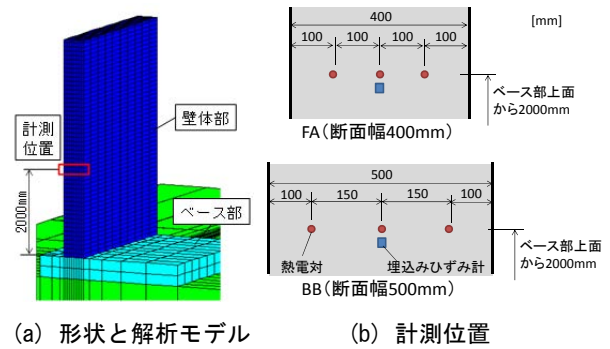 計測
位置
2000mm
壁体部
ベース部
(a) 形状と解析モデル
[mm]
400
100 100 100 100
ベース部上面
から2000mm
FA(断面幅400mm)
500
100 150 150 100
熱電対
埋込みひずみ計
ベース部上面
から2000mm
BB(断面幅500mm)
(b) 計測位置